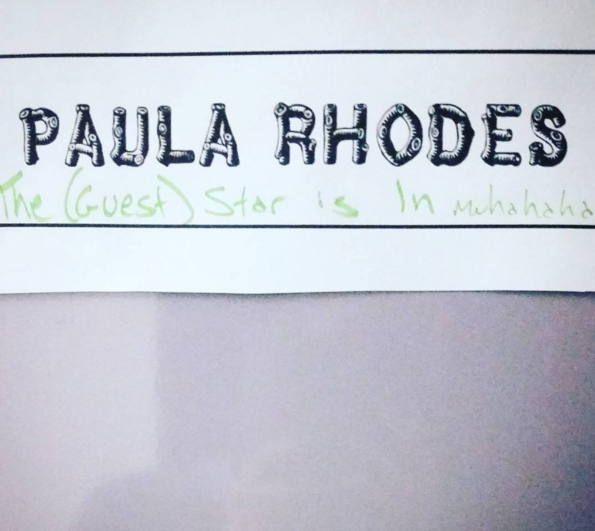 PAULA RHODES
The (Guest) Star is In Muhahaha